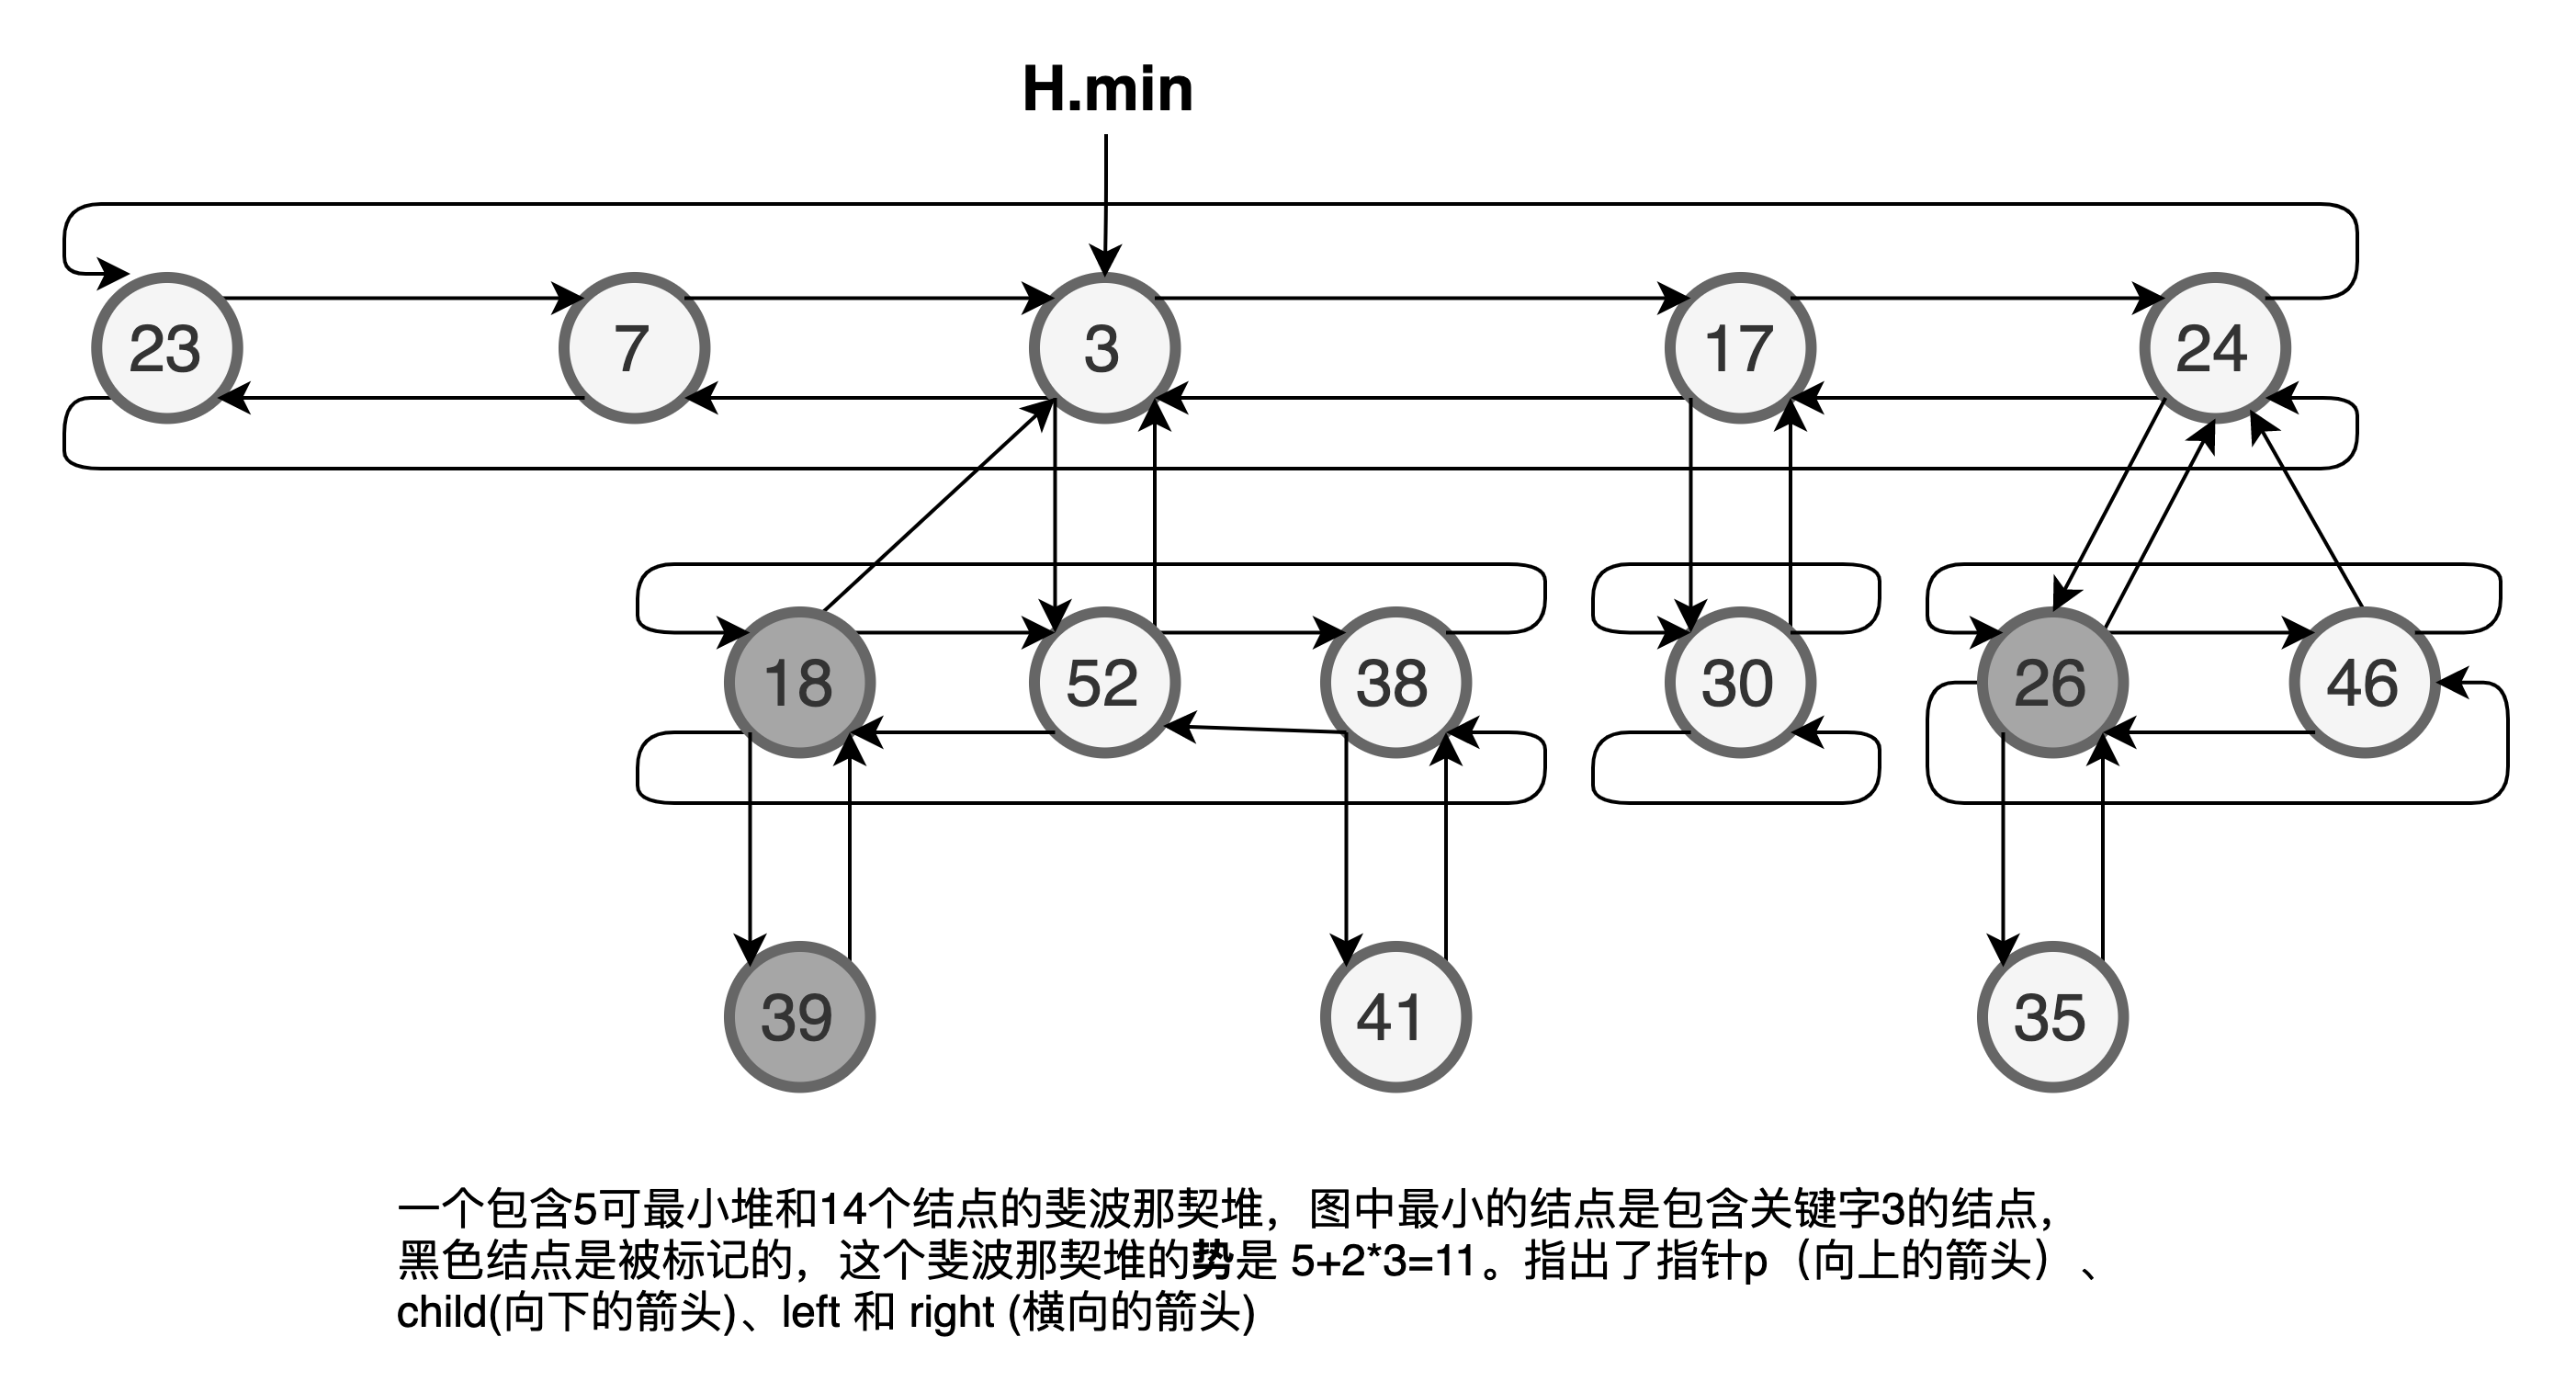 H.min
23 7 3 17 24
18 52 38 30 26 46
39 41 35
一个包含5可最小堆和14个结点的斐波那契堆，图中最小的结点是包含关键字3的结点，
黑色结点是被标记的，这个斐波那契堆的势是 5+2*3=11。指出了指针p（向上的箭头）、
child(向下的箭头)、left 和 right (横向的箭头)